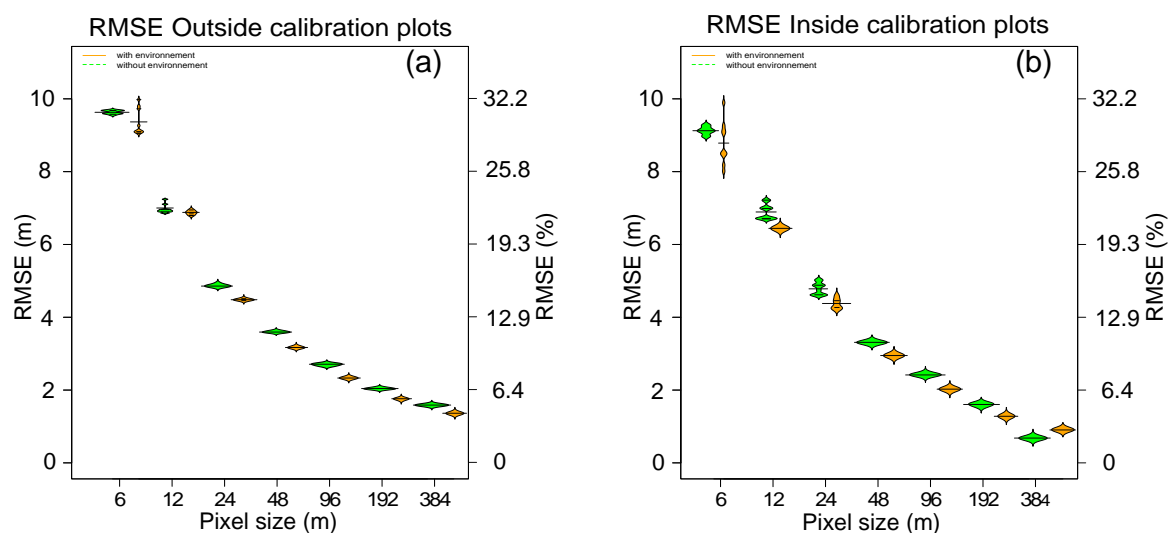 RMSE Outside calibration plots
with environnement
without environnement
(a)
10
8
6
4
2
0
RMSE (m)
32.2
25.8
19.3
12.9
6.4
0
RMSE (%)
6 12 24 48 96 192 384
Pixel size (m)
RMSE Inside calibration plots
with environnement
without environnement
(b)
10
8
6
4
2
0
RMSE (m)
32.2
25.8
19.3
12.9
6.4
0
RMSE (%)
6 12 24 48 96 192 384
Pixel size (m)